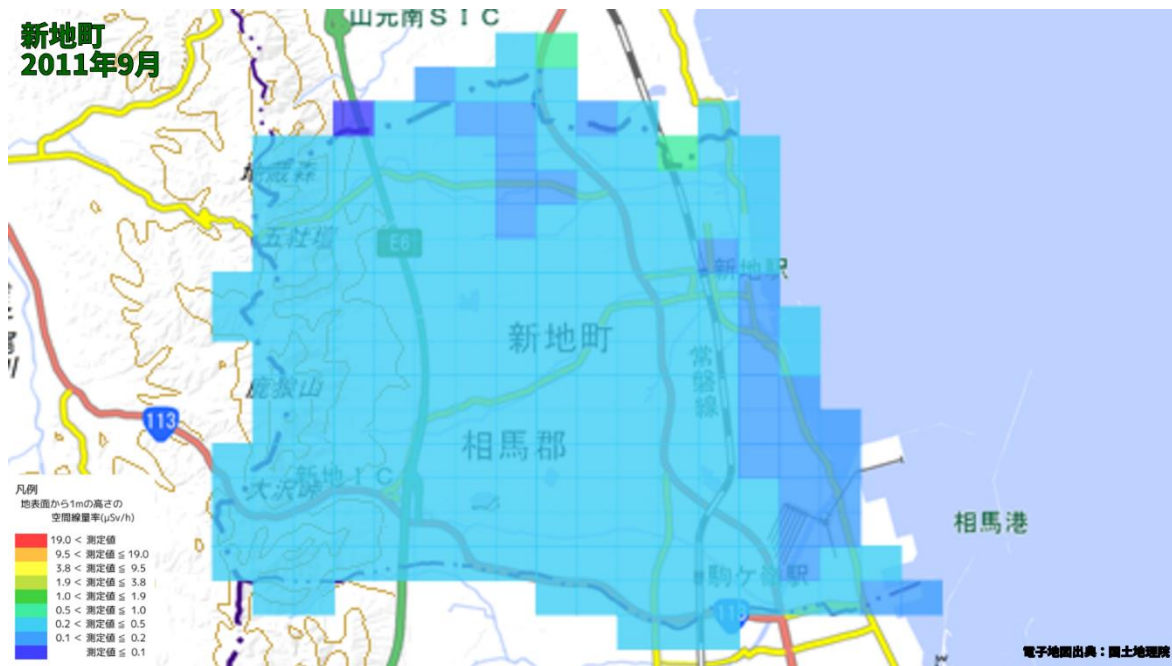 新地町
2011年9月
山元南ＳＩＣ
五社壇
E6
新地駅
新地町
常磐線
鹿狼山
113
相馬郡
新地ＩＣ
大沢峠
相馬港
駒ケ嶺駅
113
凡例
地表面から1mの高さの
空間線量率(μSv/h)
19.0 < 測定値
9.5 < 測定値 ≦ 19.0
3.8 < 測定値 ≦ 9.5
1.9 < 測定値 ≦ 3.8
1.0 < 測定値 ≦ 1.9
0.5 < 測定値 ≦ 1.0
0.2 < 測定値 ≦ 0.5
0.1 < 測定値 ≦ 0.2
測定値 ≦ 0.1
電子地図出典：国土地理院